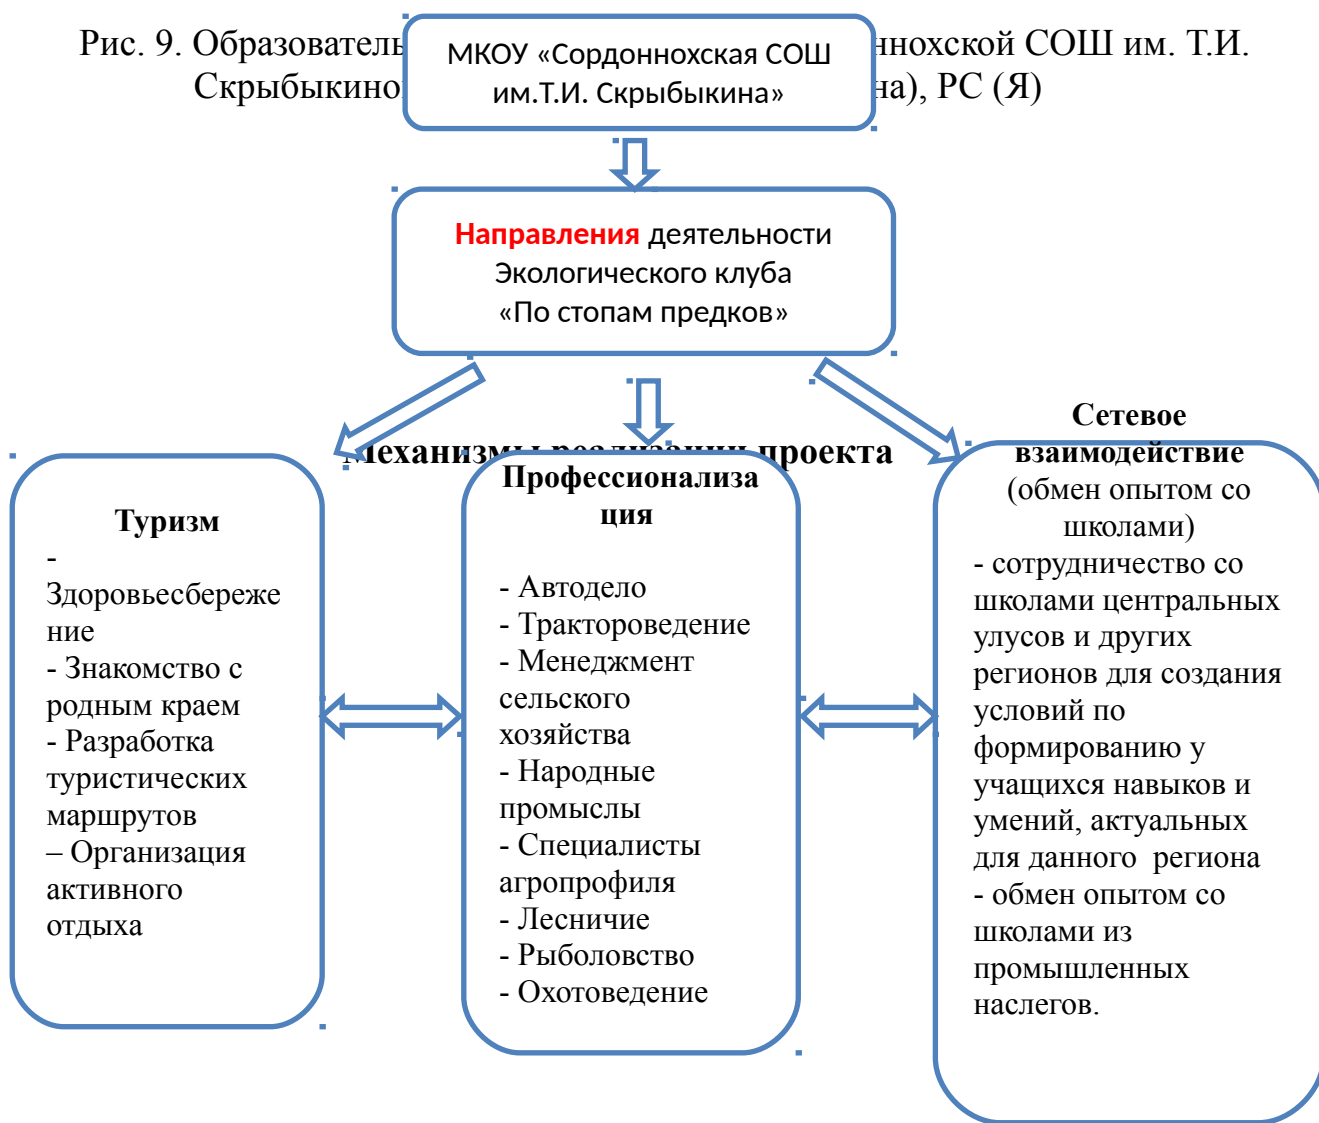 Рис. 9. Образователь
ннохской СОШ им. Т.И.
Скрыбыкино
на), РС (Я)
МКОУ «Сордоннохская СОШ
им.Т.И. Скрыбыкина»
Направления деятельности
Экологического клуба
«По стопам предков»
Механизмы реализации проекта
Туризм
-
Здоровьесбереже
ние
- Знакомство с
родным краем
- Разработка
туристических
маршрутов
– Организация
активного
отдыха
Профессионализа
ция
- Автодело
- Трактороведение
- Менеджмент
сельского
хозяйства
- Народные
промыслы
- Специалисты
агропрофиля
- Лесничие
- Рыболовство
- Охотоведение
Сетевое
взаимодействие
(обмен опытом со
школами)
- сотрудничество со
школами центральных
улусов и других
регионов для создания
условий по
формированию у
учащихся навыков и
умений, актуальных
для данного  региона
- обмен опытом со
школами из
промышленных
наслегов.